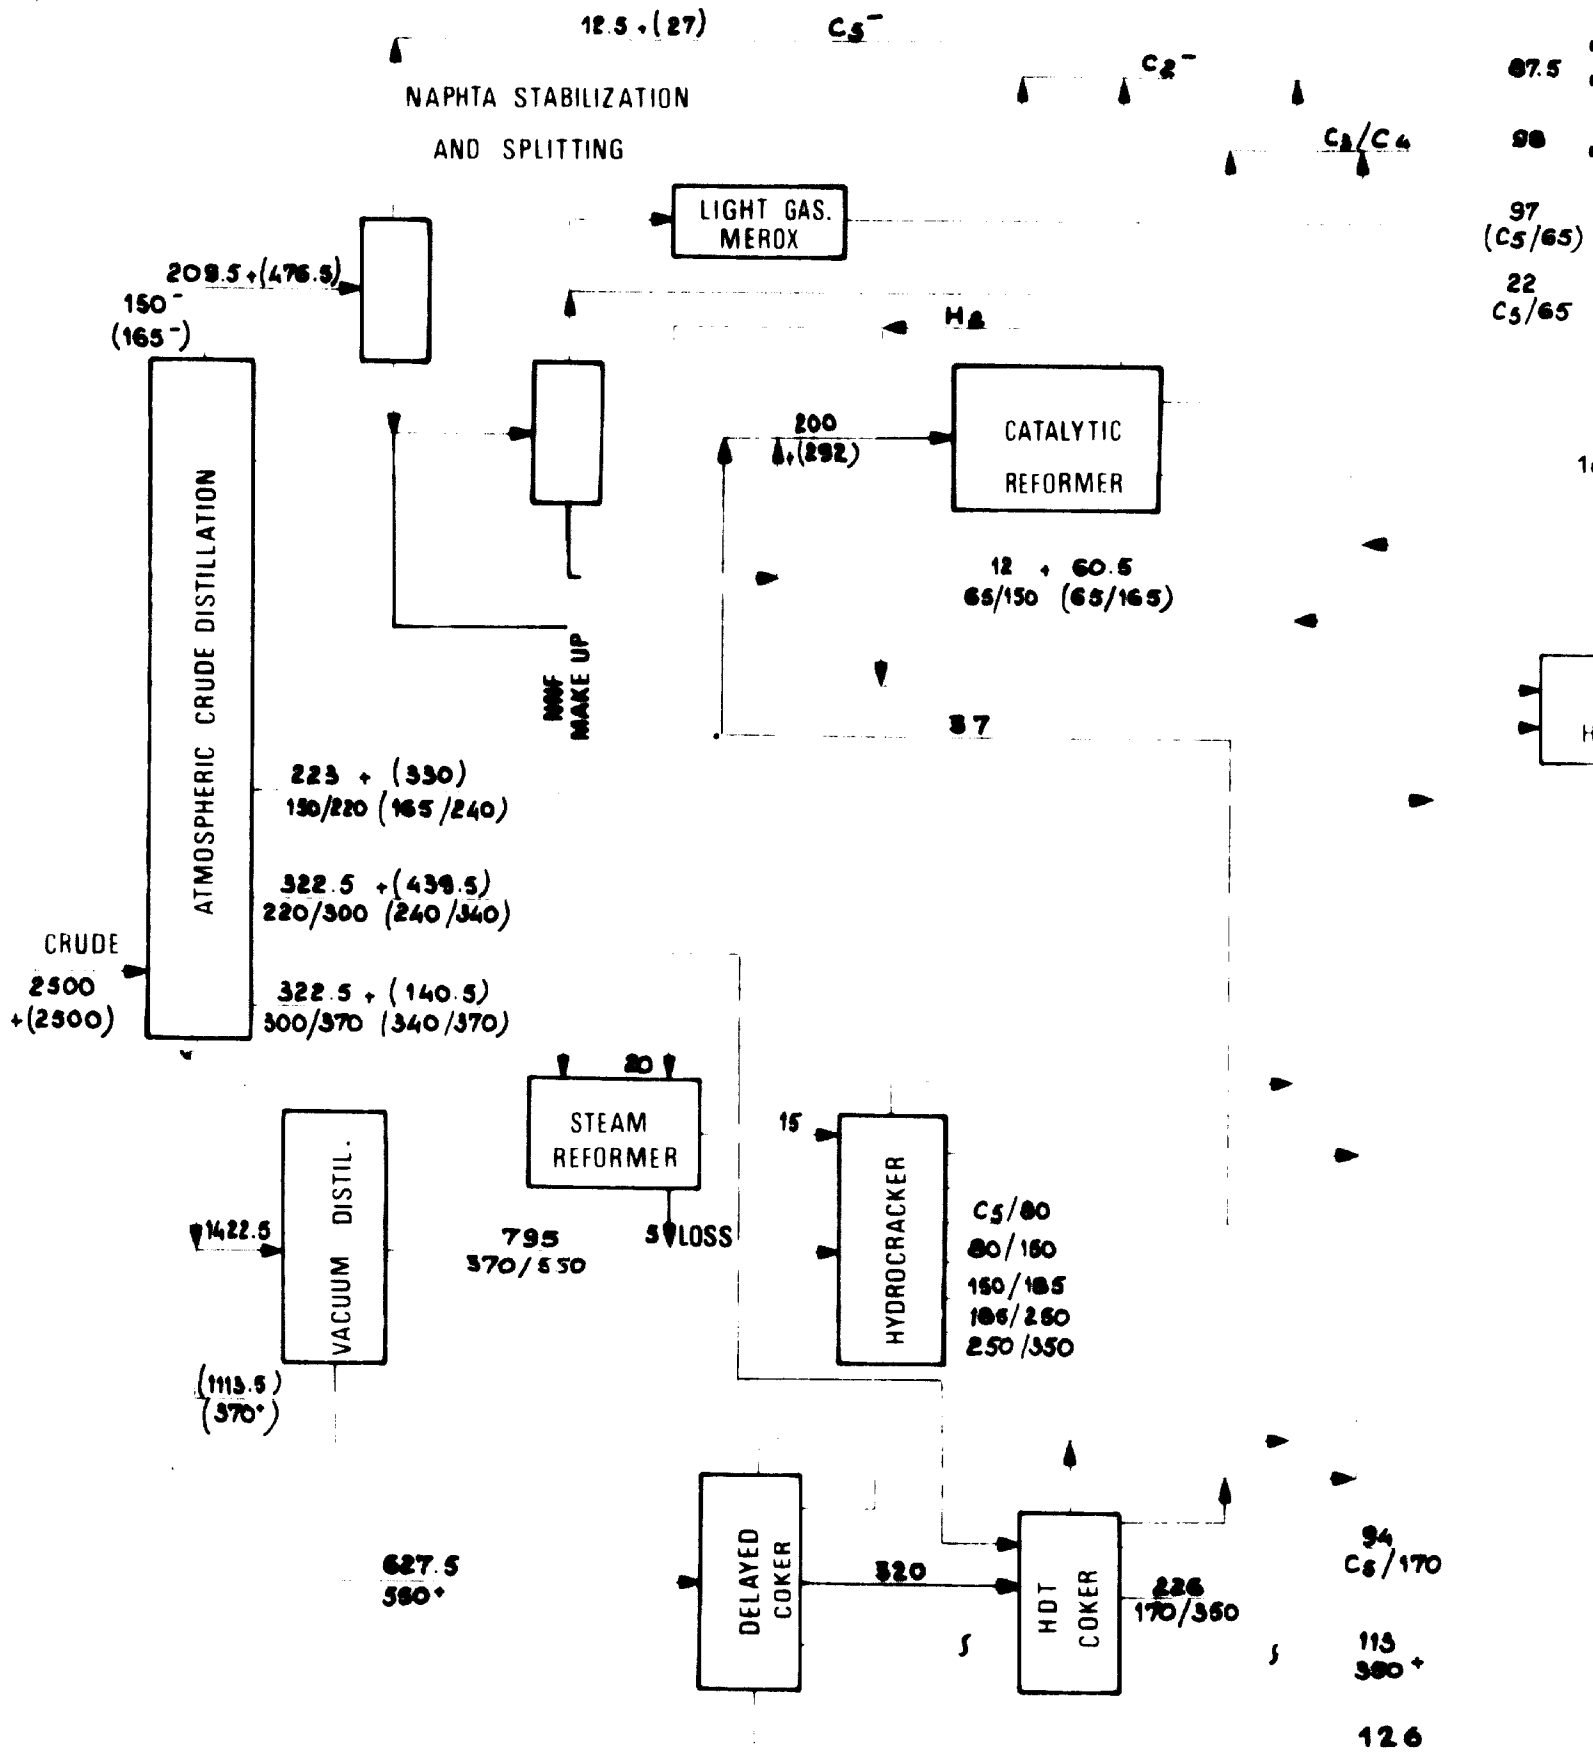 12.5 + (27) C5⁻
C2⁻
87.5
NAPHTA STABILIZATION
AND SPLITTING
C3/C4
98
LIGHT GAS.
MEROX
97
(C5/65)
209.5 + (476.5)
150⁻
(165⁻)
22
C5/65
H2
200
+(292)
CATALYTIC
REFORMER
ATMOSPHERIC CRUDE DISTILLATION
12 + 60.5
65/150 (65/165)
MAKE UP
37
H
223 + (330)
150/220 (165/240)
322.5 + (439.5)
220/300 (240/340)
CRUDE
2500
+(2500)
322.5 + (140.5)
300/370 (340/370)
20
STEAM
REFORMER
15
HYDROCRACKER
VACUUM DISTIL.
1422.5
795
370/550
5 LOSS
C5/80
80/150
150/185
185/250
250/350
(1113.5)
(370⁺)
DELAYED
COKER
HDT
COKER
627.5
550⁺
320
226
170/350
94
C5/170
113
350⁺
126